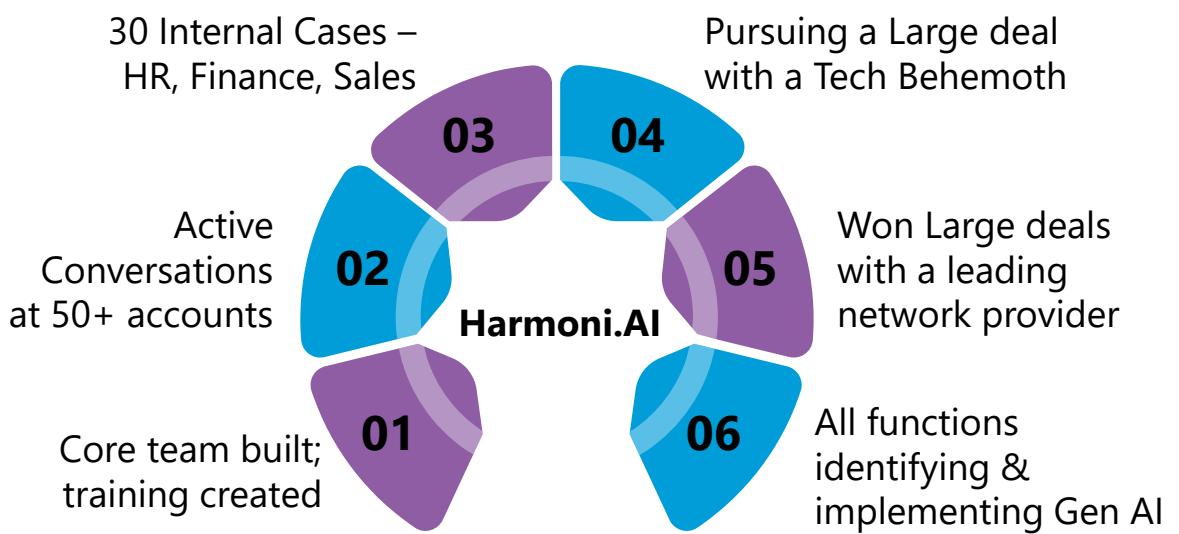 01
Core team built;
training created
02
Active
Conversations
at 50+ accounts
03
30 Internal Cases –
HR, Finance, Sales
04
Pursuing a Large deal
with a Tech Behemoth
05
Won Large deals
with a leading
network provider
06
All functions
identifying &
implementing Gen AI
Harmoni.AI